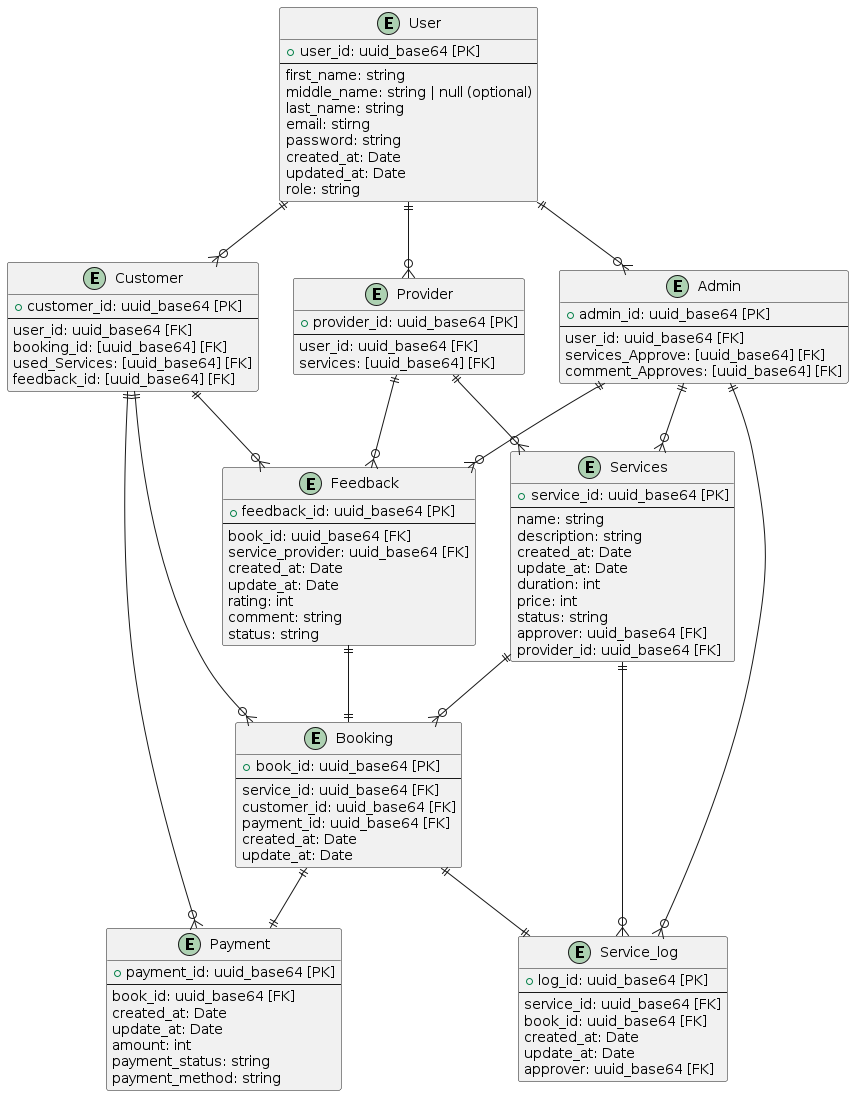 E User
user_id: uuid_base64 [PK]
first_name: string
middle_name: string | null (optional)
last_name: string
email: stirng
password: string
created_at: Date
updated_at: Date
role: string
E Customer
customer_id: uuid_base64 [PK]
user_id: uuid_base64 [FK]
booking_id: [uuid_base64] [FK]
used_Services: [uuid_base64] [FK]
feedback_id: [uuid_base64] [FK]
E Provider
provider_id: uuid_base64 [PK]
user_id: uuid_base64 [FK]
services: [uuid_base64] [FK]
E Admin
admin_id: uuid_base64 [PK]
user_id: uuid_base64 [FK]
services_Approve: [uuid_base64] [FK]
comment_Approves: [uuid_base64] [FK]
E Feedback
feedback_id: uuid_base64 [PK]
book_id: uuid_base64 [FK]
service_provider: uuid_base64 [FK]
created_at: Date
update_at: Date
rating: int
comment: string
status: string
E Services
service_id: uuid_base64 [PK]
name: string
description: string
created_at: Date
update_at: Date
duration: int
price: int
status: string
approver: uuid_base64 [FK]
provider_id: uuid_base64 [FK]
E Booking
book_id: uuid_base64 [PK]
service_id: uuid_base64 [FK]
customer_id: uuid_base64 [FK]
payment_id: uuid_base64 [FK]
created_at: Date
update_at: Date
E Payment
payment_id: uuid_base64 [PK]
book_id: uuid_base64 [FK]
created_at: Date
update_at: Date
amount: int
payment_status: string
payment_method: string
E Service_log
log_id: uuid_base64 [PK]
service_id: uuid_base64 [FK]
book_id: uuid_base64 [FK]
created_at: Date
update_at: Date
approver: uuid_base64 [FK]